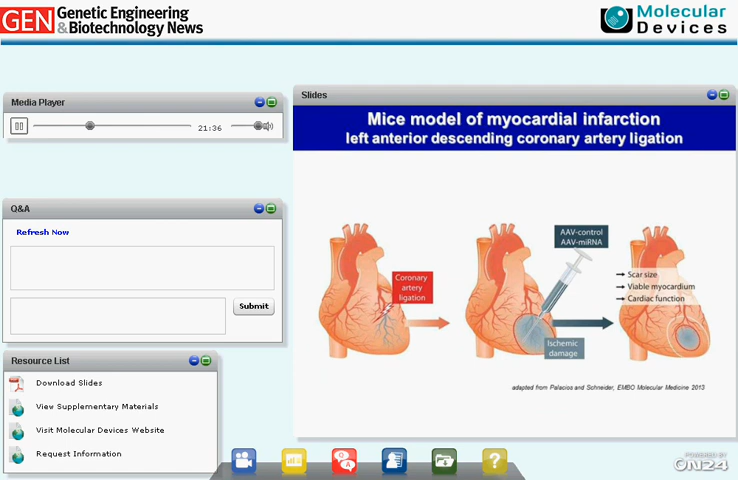 GEN Genetic Engineering
& Biotechnology News
Molecular
Devices
Media Player
21:36
Q&A
Refresh Now
Submit
Resource List
Download Slides
View Supplementary Materials
Visit Molecular Devices Website
Request Information
Slides
Mice model of myocardial infarction
left anterior descending coronary artery ligation
Coronary
artery
ligation
AAV-control
AAV-miRNA
Ischemic
damage
Scar size
Viable myocardium
Cardiac function
adapted from Palacios and Schneider, EMBO Molecular Medicine 2013
Q
A
?
POWERED BY
ON24